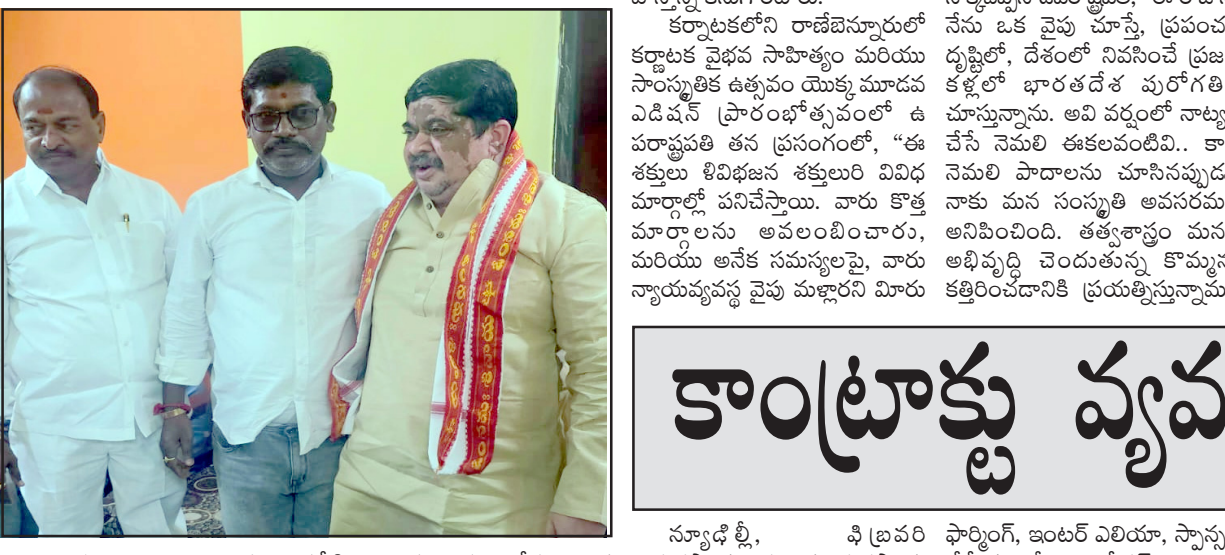 కర్నాటకలోని రాణేబెన్నూరులో
కర్ణాటక వైభవ సాహిత్యం మరియు
సాంస్కృతిక ఉత్సవం యొక్క మూడవ
ఎడిషన్ ప్రారంభోత్సవంలో ఉ
పరాష్ట్రపతి తన ప్రసంగంలో, “ఈ
శక్తులు ళివిభజన శక్తులురి వివిధ
మార్గాల్లో పనిచేస్తాయి. వారు కొత్త
మార్గాలను అవలంబించారు,
మరియు అనేక సమస్యలపై, వారు
న్యాయవ్యవస్థ వైపు మళ్లారని మీరు
నేను ఒక వైపు చూస్తే, ప్రపంచ
దృష్టిలో, దేశంలో నివసించే ప్రజ
కళ్లలో భారతదేశ పురోగతి
చూస్తున్నాను. అవి వర్షంలో నాట్య
చేసే నెమలి ఈకలవంటివి.. కా
నెమలి పాదాలను చూసినప్పుడ
నాకు మన సంస్కృతి అవసరమ
అనిపించింది. తత్వశాస్త్రం మన
అభివృద్ధి చెందుతున్న కొమ్మన
కత్తిరించడానికి ప్రయత్నిస్తున్నామ
కాంట్రాక్టు వ్యవ
న్యూఢిల్లీ, ఫిబ్రవరి
ఫార్మింగ్, ఇంటర్ ఎలియా, స్పాన్స